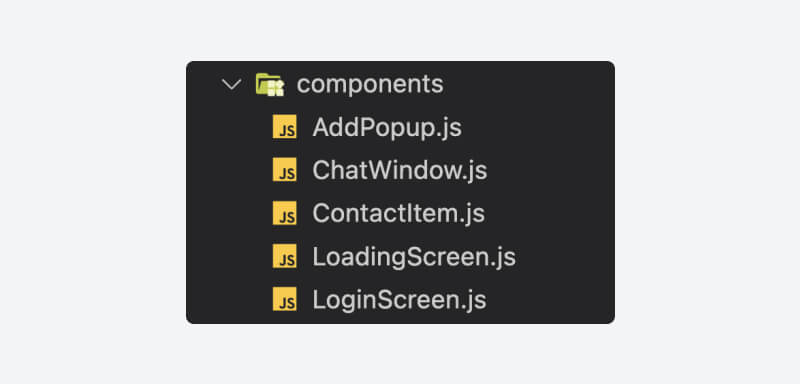 components
JS AddPopup.js
JS ChatWindow.js
JS ContactItem.js
JS LoadingScreen.js
JS LoginScreen.js